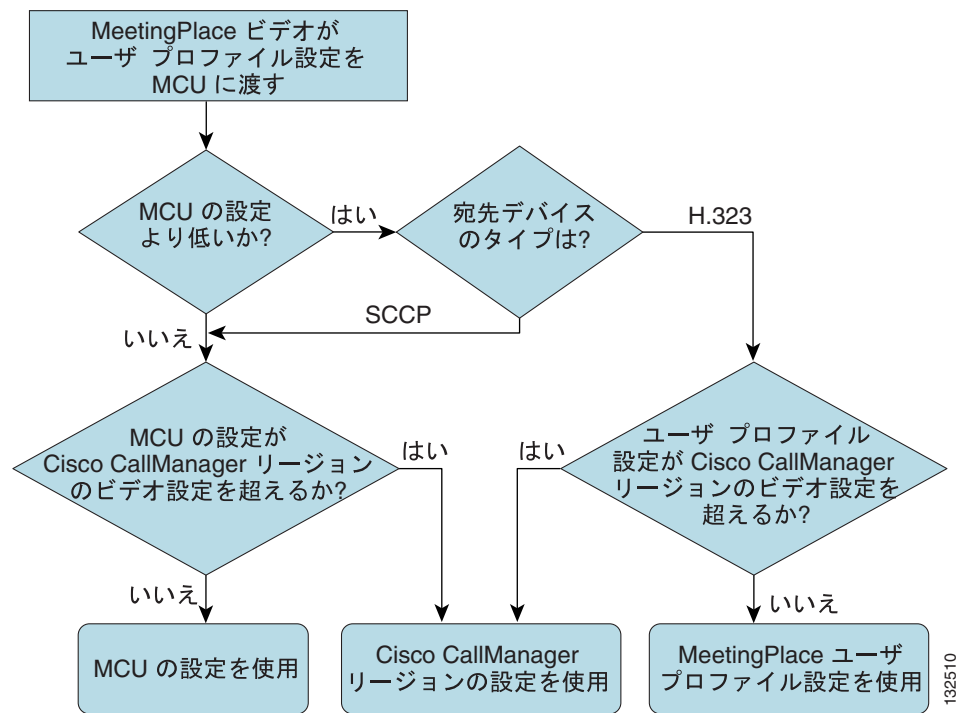 MeetingPlace ビデオが
ユーザ プロファイル設定を
MCU に渡す
MCU の設定
より低いか?
はい
宛先デバイス
のタイプは?
H.323
SCCP
いいえ
MCU の設定が
Cisco CallManager リージョン
のビデオ設定を超えるか?
はい
はい
ユーザ プロファイル
設定が Cisco CallManager
リージョンのビデオ設定を
超えるか?
いいえ
いいえ
MCU の設定を使用
Cisco CallManager
リージョンの設定を使用
MeetingPlace ユーザ
プロファイル設定を使用
132510